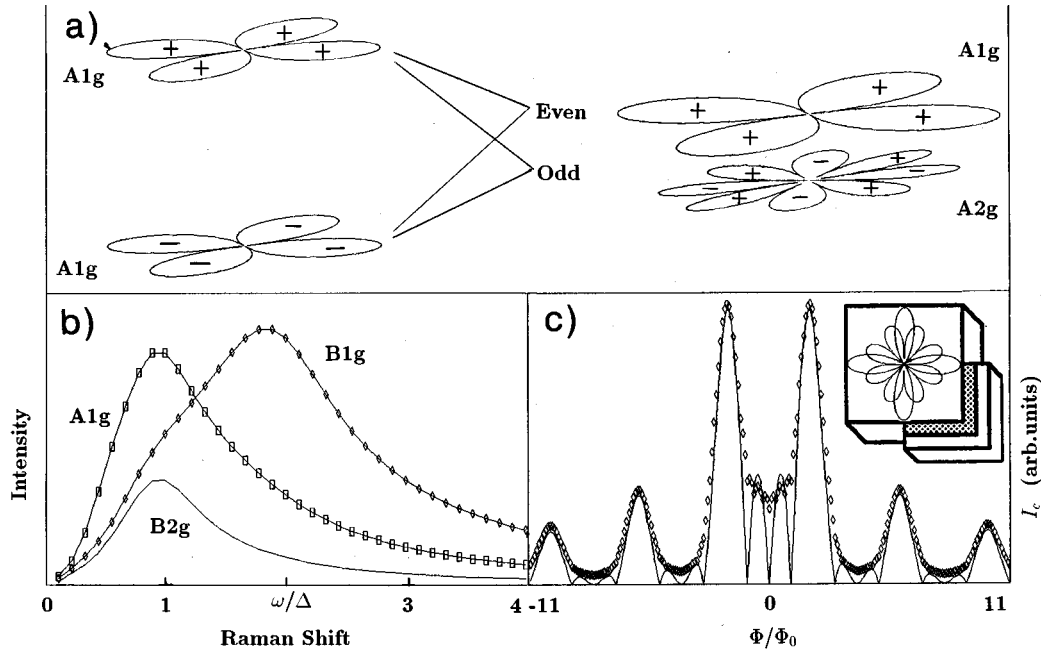 a)
A1g
+ + + +
Even
Odd
A1g
− − − −
A1g
+ + + +
+ - + -
- + - +
A2g
b)
B1g
A1g
B2g
Intensity
0 1 ω/Δ 3 4
Raman Shift
c)
I_c (arb.units)
-11 0 11
Φ/Φ₀